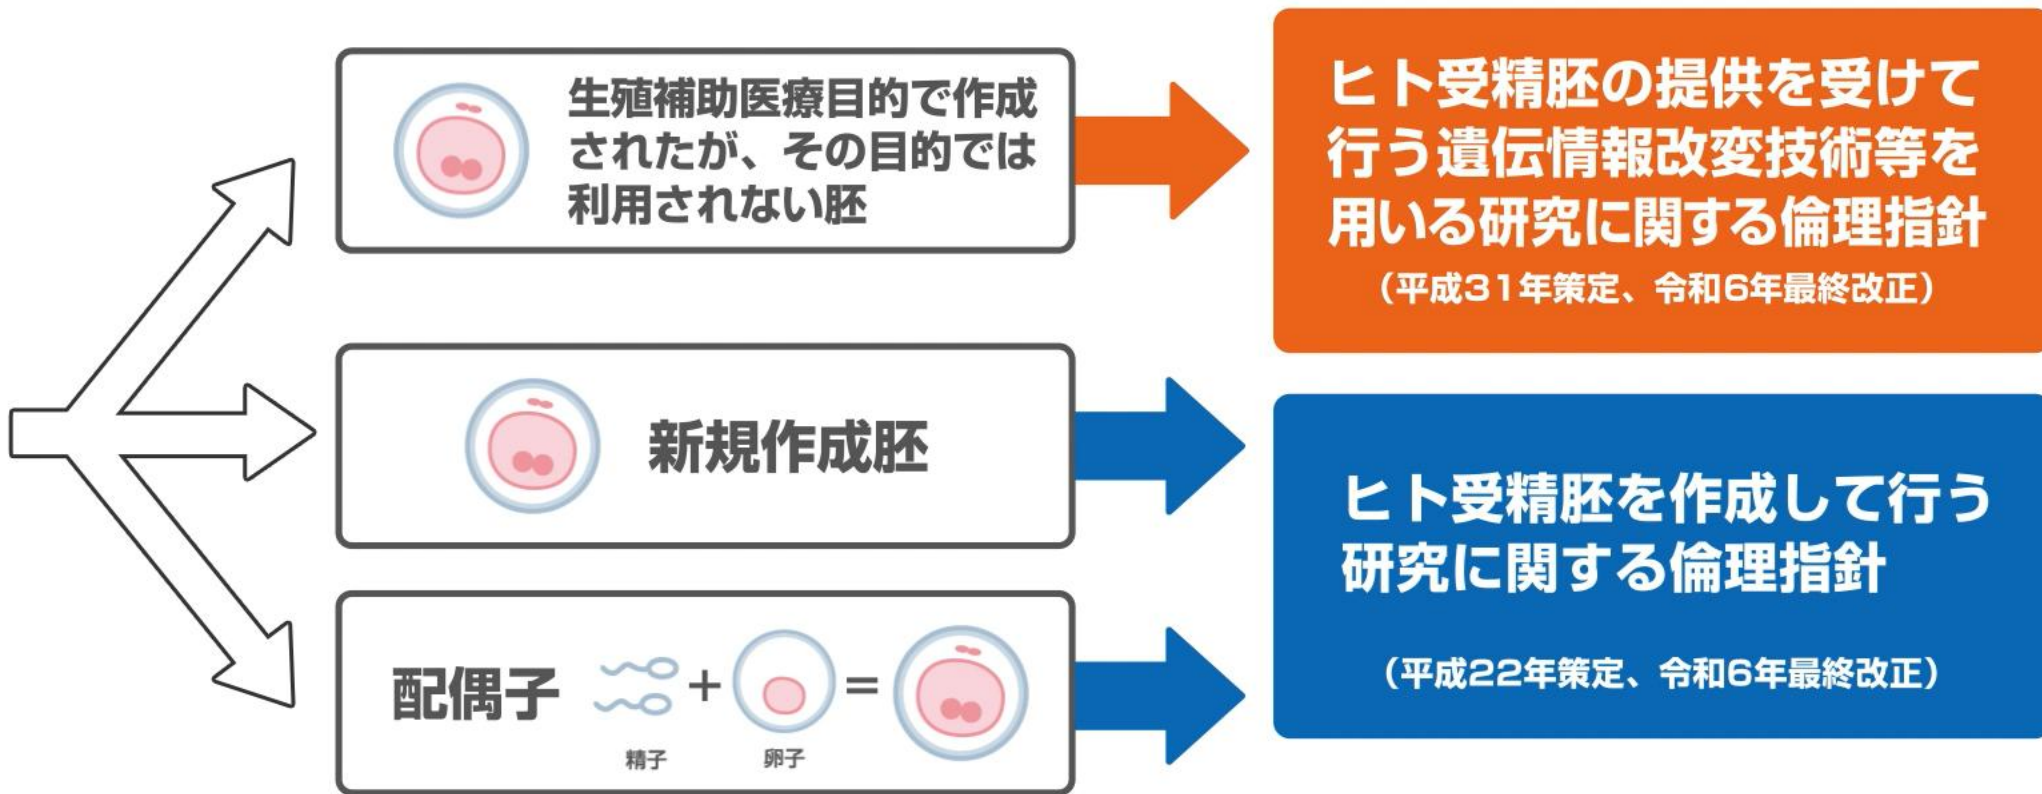 生殖補助医療目的で作成
されたが、その目的では
利用されない胚
ヒト受精胚の提供を受けて
行う遺伝情報改変技術等を
用いる研究に関する倫理指針
（平成31年策定、令和6年最終改正）
新規作成胚
配偶子
+
=
精子
卵子
ヒト受精胚を作成して行う
研究に関する倫理指針
（平成22年策定、令和6年最終改正）